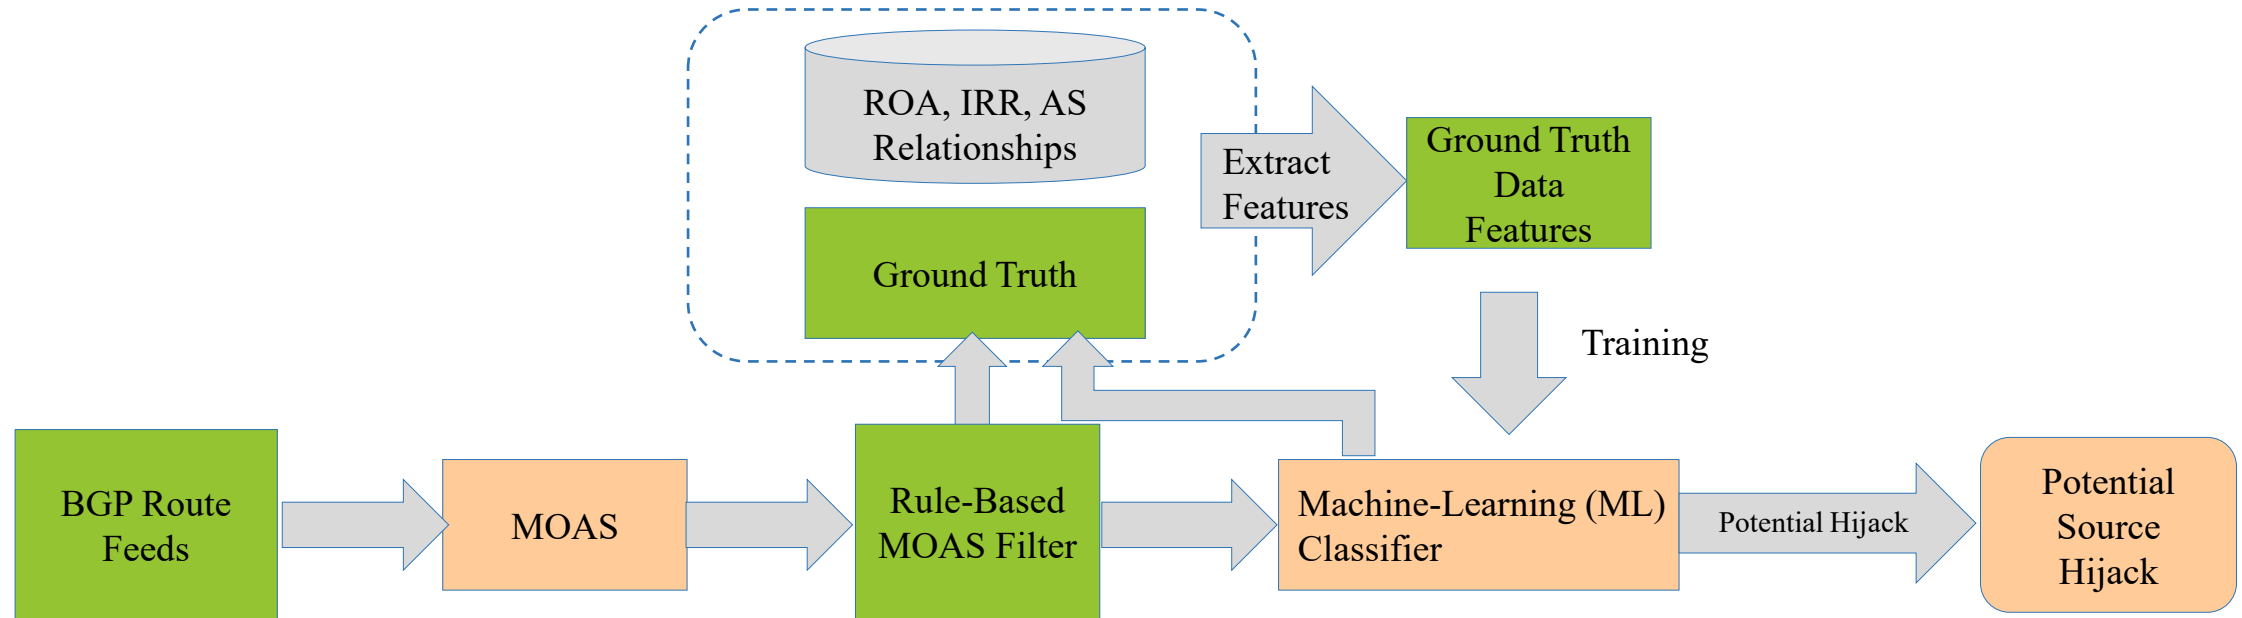 ROA, IRR, AS
Relationships
Ground Truth
Extract
Features
Ground Truth
Data
Features
Training
BGP Route
Feeds
MOAS
Rule-Based
MOAS Filter
Machine-Learning (ML)
Classifier
Potential Hijack
Potential
Source
Hijack